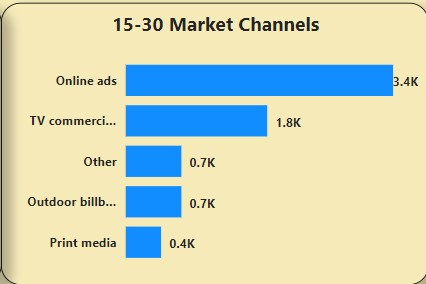 15-30 Market Channels
Online ads 3.4K
TV commerci... 1.8K
Other 0.7K
Outdoor billb... 0.7K
Print media 0.4K